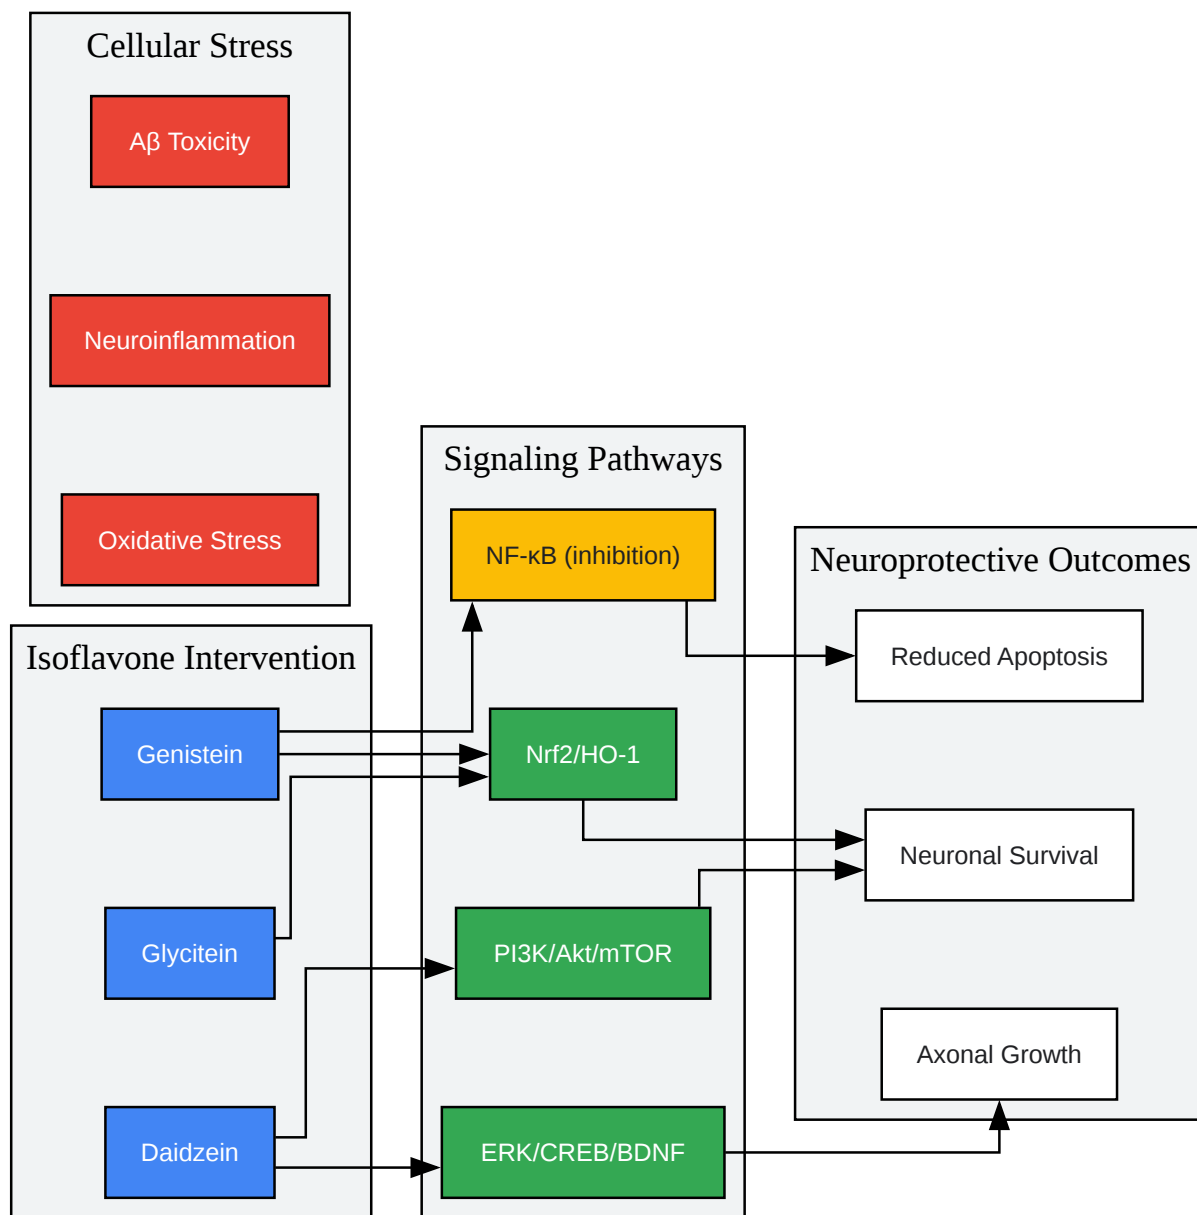 Cellular Stress
Aβ Toxicity
Neuroinflammation
Oxidative Stress
Isoflavone Intervention
Genistein
Glycitein
Daidzein
Signaling Pathways
NF-κB (inhibition)
Nrf2/HO-1
PI3K/Akt/mTOR
ERK/CREB/BDNF
Neuroprotective Outcomes
Reduced Apoptosis
Neuronal Survival
Axonal Growth